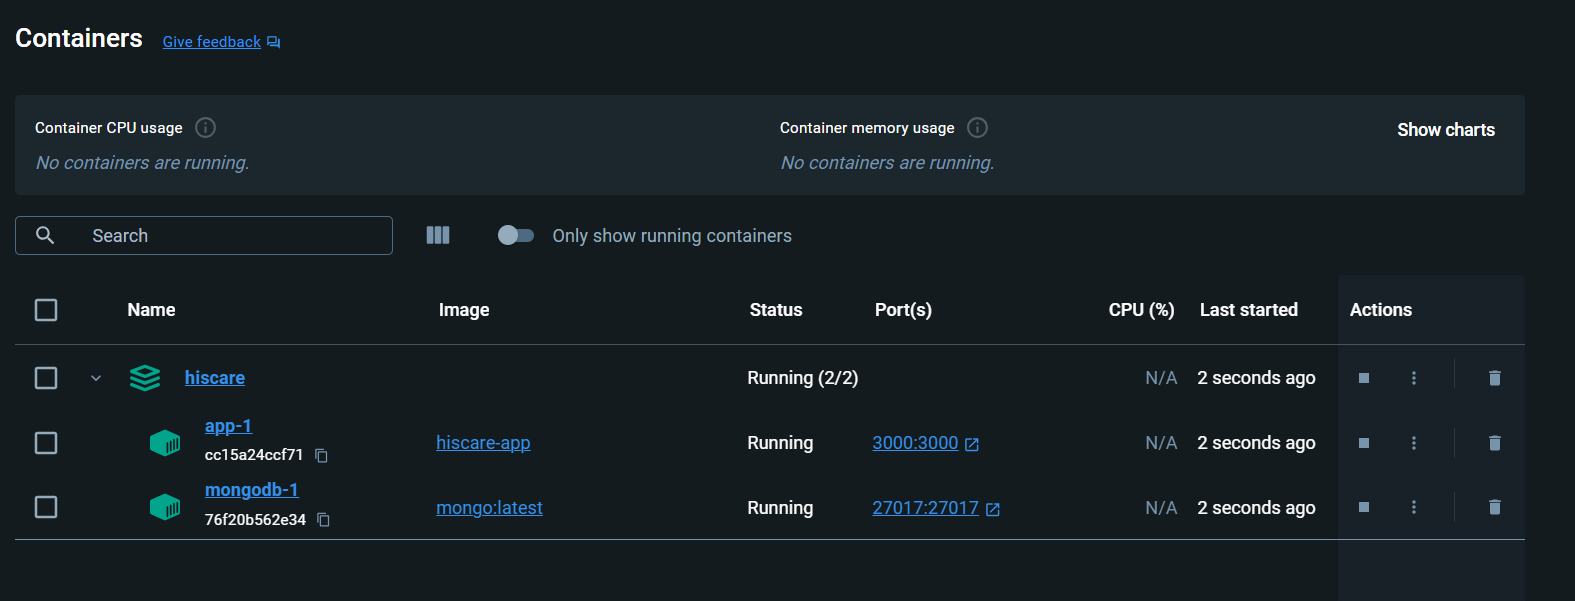 Containers Give feedback
Container CPU usage Container memory usage Show charts
No containers are running. No containers are running.
Search Only show running containers
Name Image Status Port(s) CPU (%) Last started Actions
hiscare Running (2/2) N/A 2 seconds ago
app-1
cc15a24ccf71 hiscare-app Running 3000:3000 N/A 2 seconds ago
mongodb-1
76f20b562e34 mongo:latest Running 27017:27017 N/A 2 seconds ago